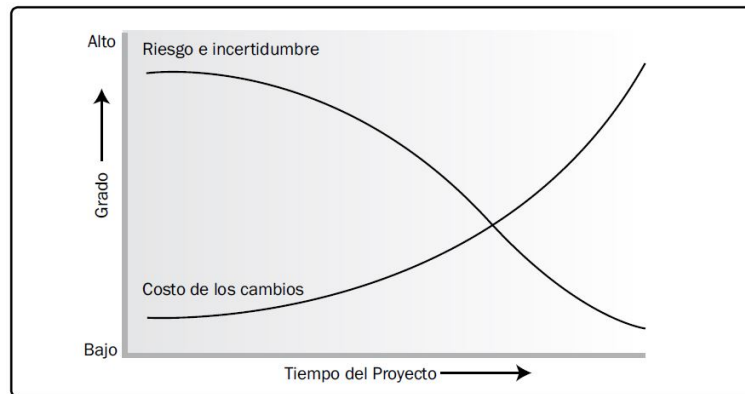 Alto
Riesgo e incertidumbre
Grado
Costo de los cambios
Bajo
Tiempo del Proyecto